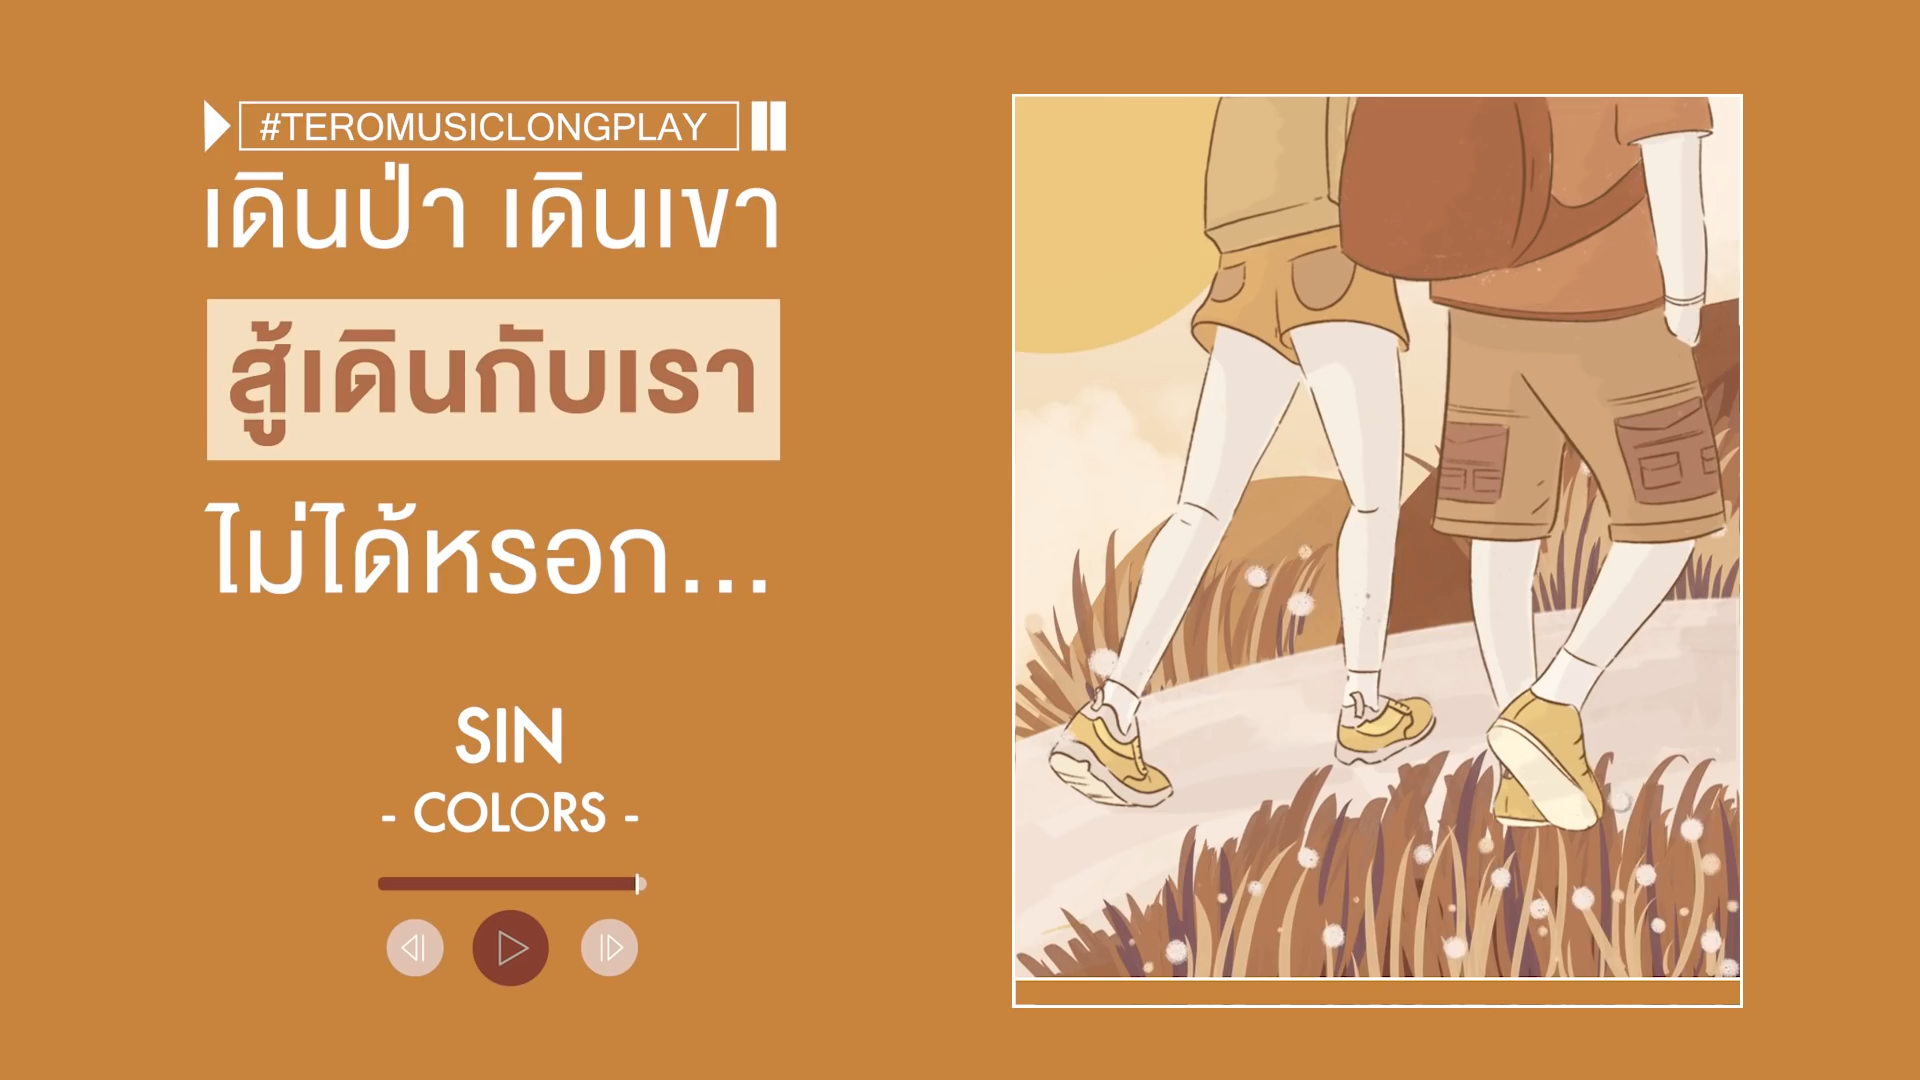 #TEROMUSICLONGPLAY
เดินป่า เดินเขา
สู้เดินกับเรา
ไม่ได้หรอก...
SIN
- COLORS -